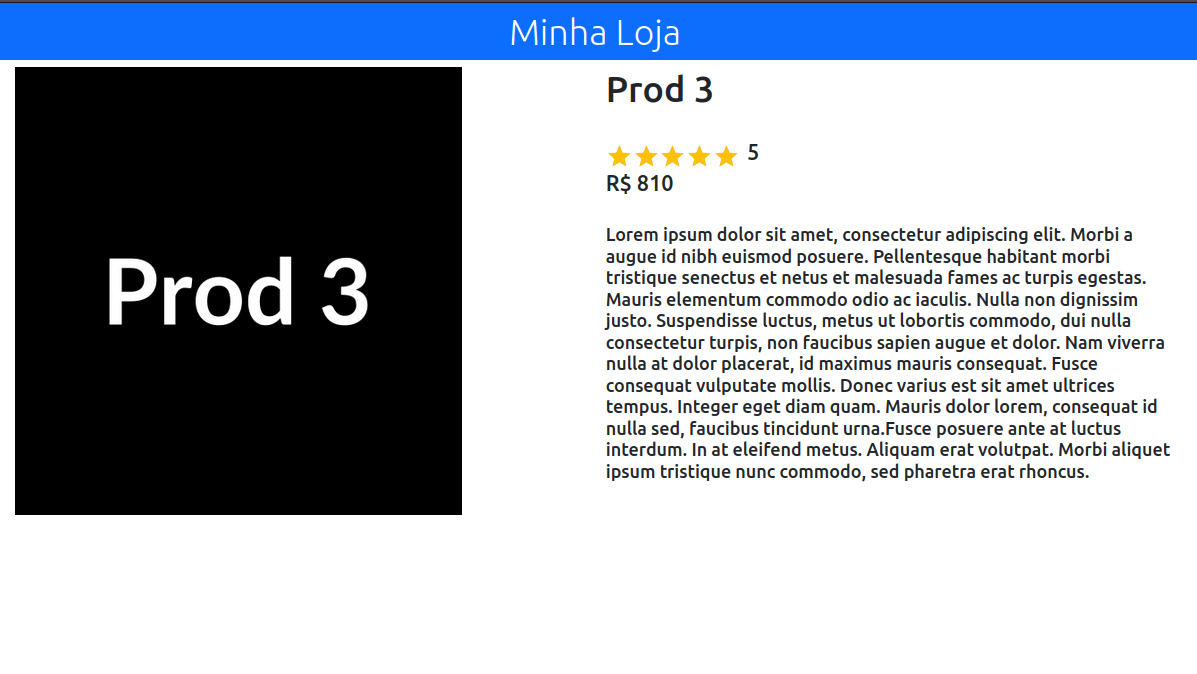 Minha Loja
Prod 3
Prod 3
5
R$ 810
Lorem ipsum dolor sit amet, consectetur adipiscing elit. Morbi a
augue id nibh euismod posuere. Pellentesque habitant morbi
tristique senectus et netus et malesuada fames ac turpis egestas.
Mauris elementum commodo odio ac iaculis. Nulla non dignissim
justo. Suspendisse luctus, metus ut lobortis commodo, dui nulla
consectetur turpis, non faucibus sapien augue et dolor. Nam viverra
nulla at dolor placerat, id maximus mauris consequat. Fusce
consequat vulputate mollis. Donec varius est sit amet ultrices
tempus. Integer eget diam quam. Mauris dolor lorem, consequat id
nulla sed, faucibus tincidunt urna.Fusce posuere ante at luctus
interdum. In at eleifend metus. Aliquam erat volutpat. Morbi aliquet
ipsum tristique nunc commodo, sed pharetra erat rhoncus.